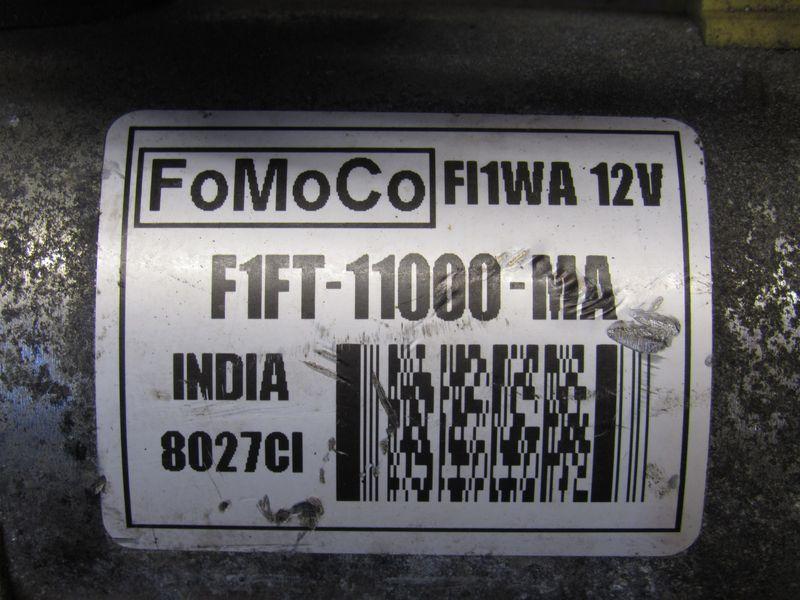 FoMoCo FI1WA 12V
F1FT-11000-MA
INDIA
8027CI